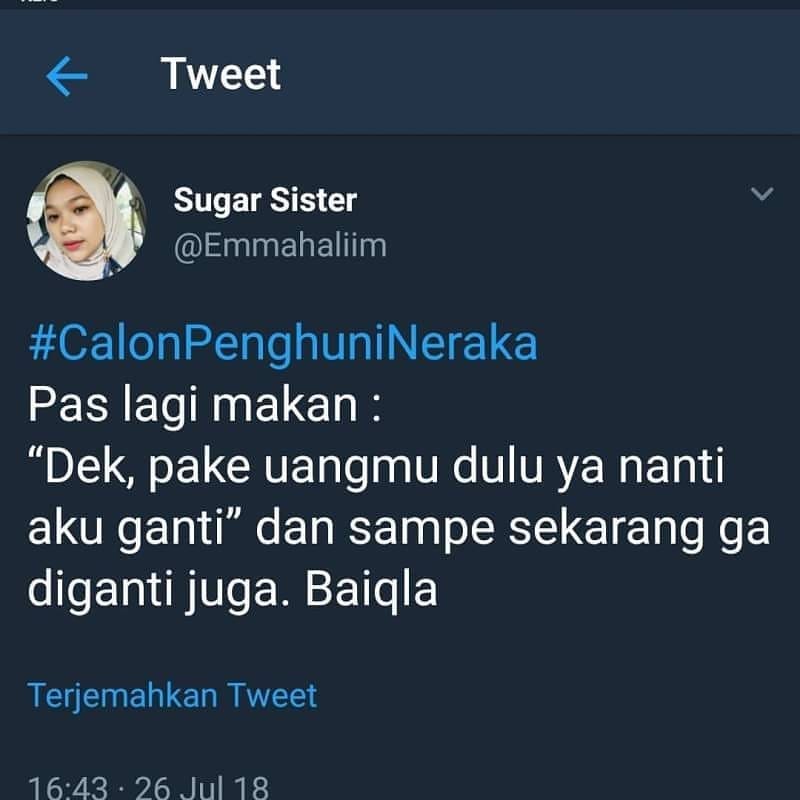 Tweet
Sugar Sister
@Emmahaliim
#CalonPenghuniNeraka
Pas lagi makan :
“Dek, pake uangmu dulu ya nanti
aku ganti” dan sampe sekarang ga
diganti juga. Baiqla
Terjemahkan Tweet
16:43 · 26 Jul 18